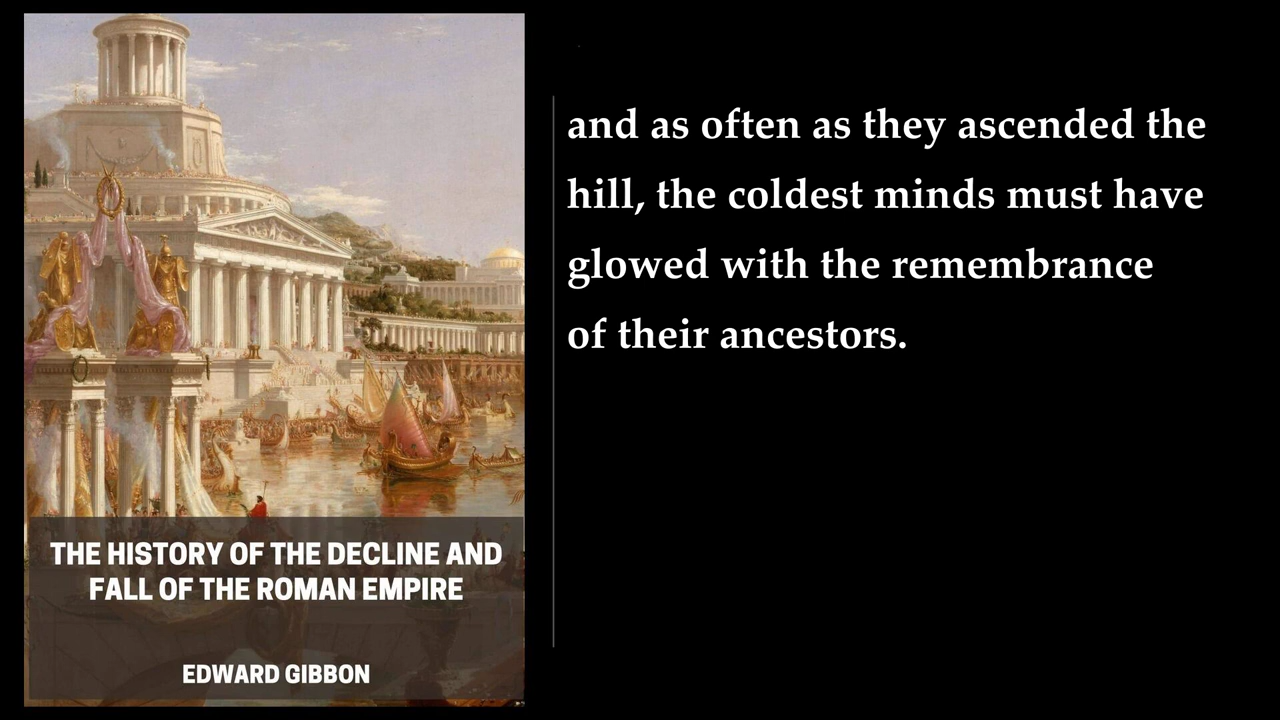 and as often as they ascended the
hill, the coldest minds must have
glowed with the remembrance
of their ancestors.
THE HISTORY OF THE DECLINE AND
FALL OF THE ROMAN EMPIRE
EDWARD GIBBON